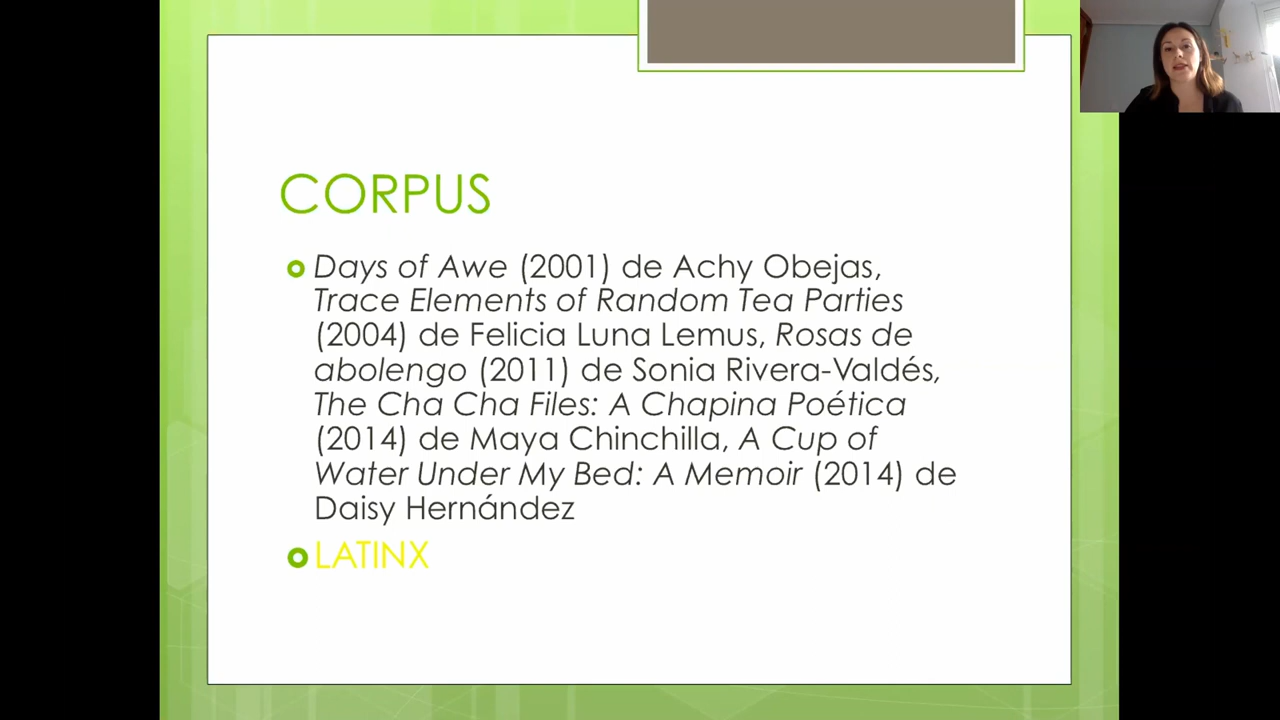 CORPUS
Days of Awe (2001) de Achy Obejas,
Trace Elements of Random Tea Parties
(2004) de Felicia Luna Lemus, Rosas de
abolengo (2011) de Sonia Rivera-Valdés,
The Cha Cha Files: A Chapina Poética
(2014) de Maya Chinchilla, A Cup of
Water Under My Bed: A Memoir (2014) de
Daisy Hernández
LATINX